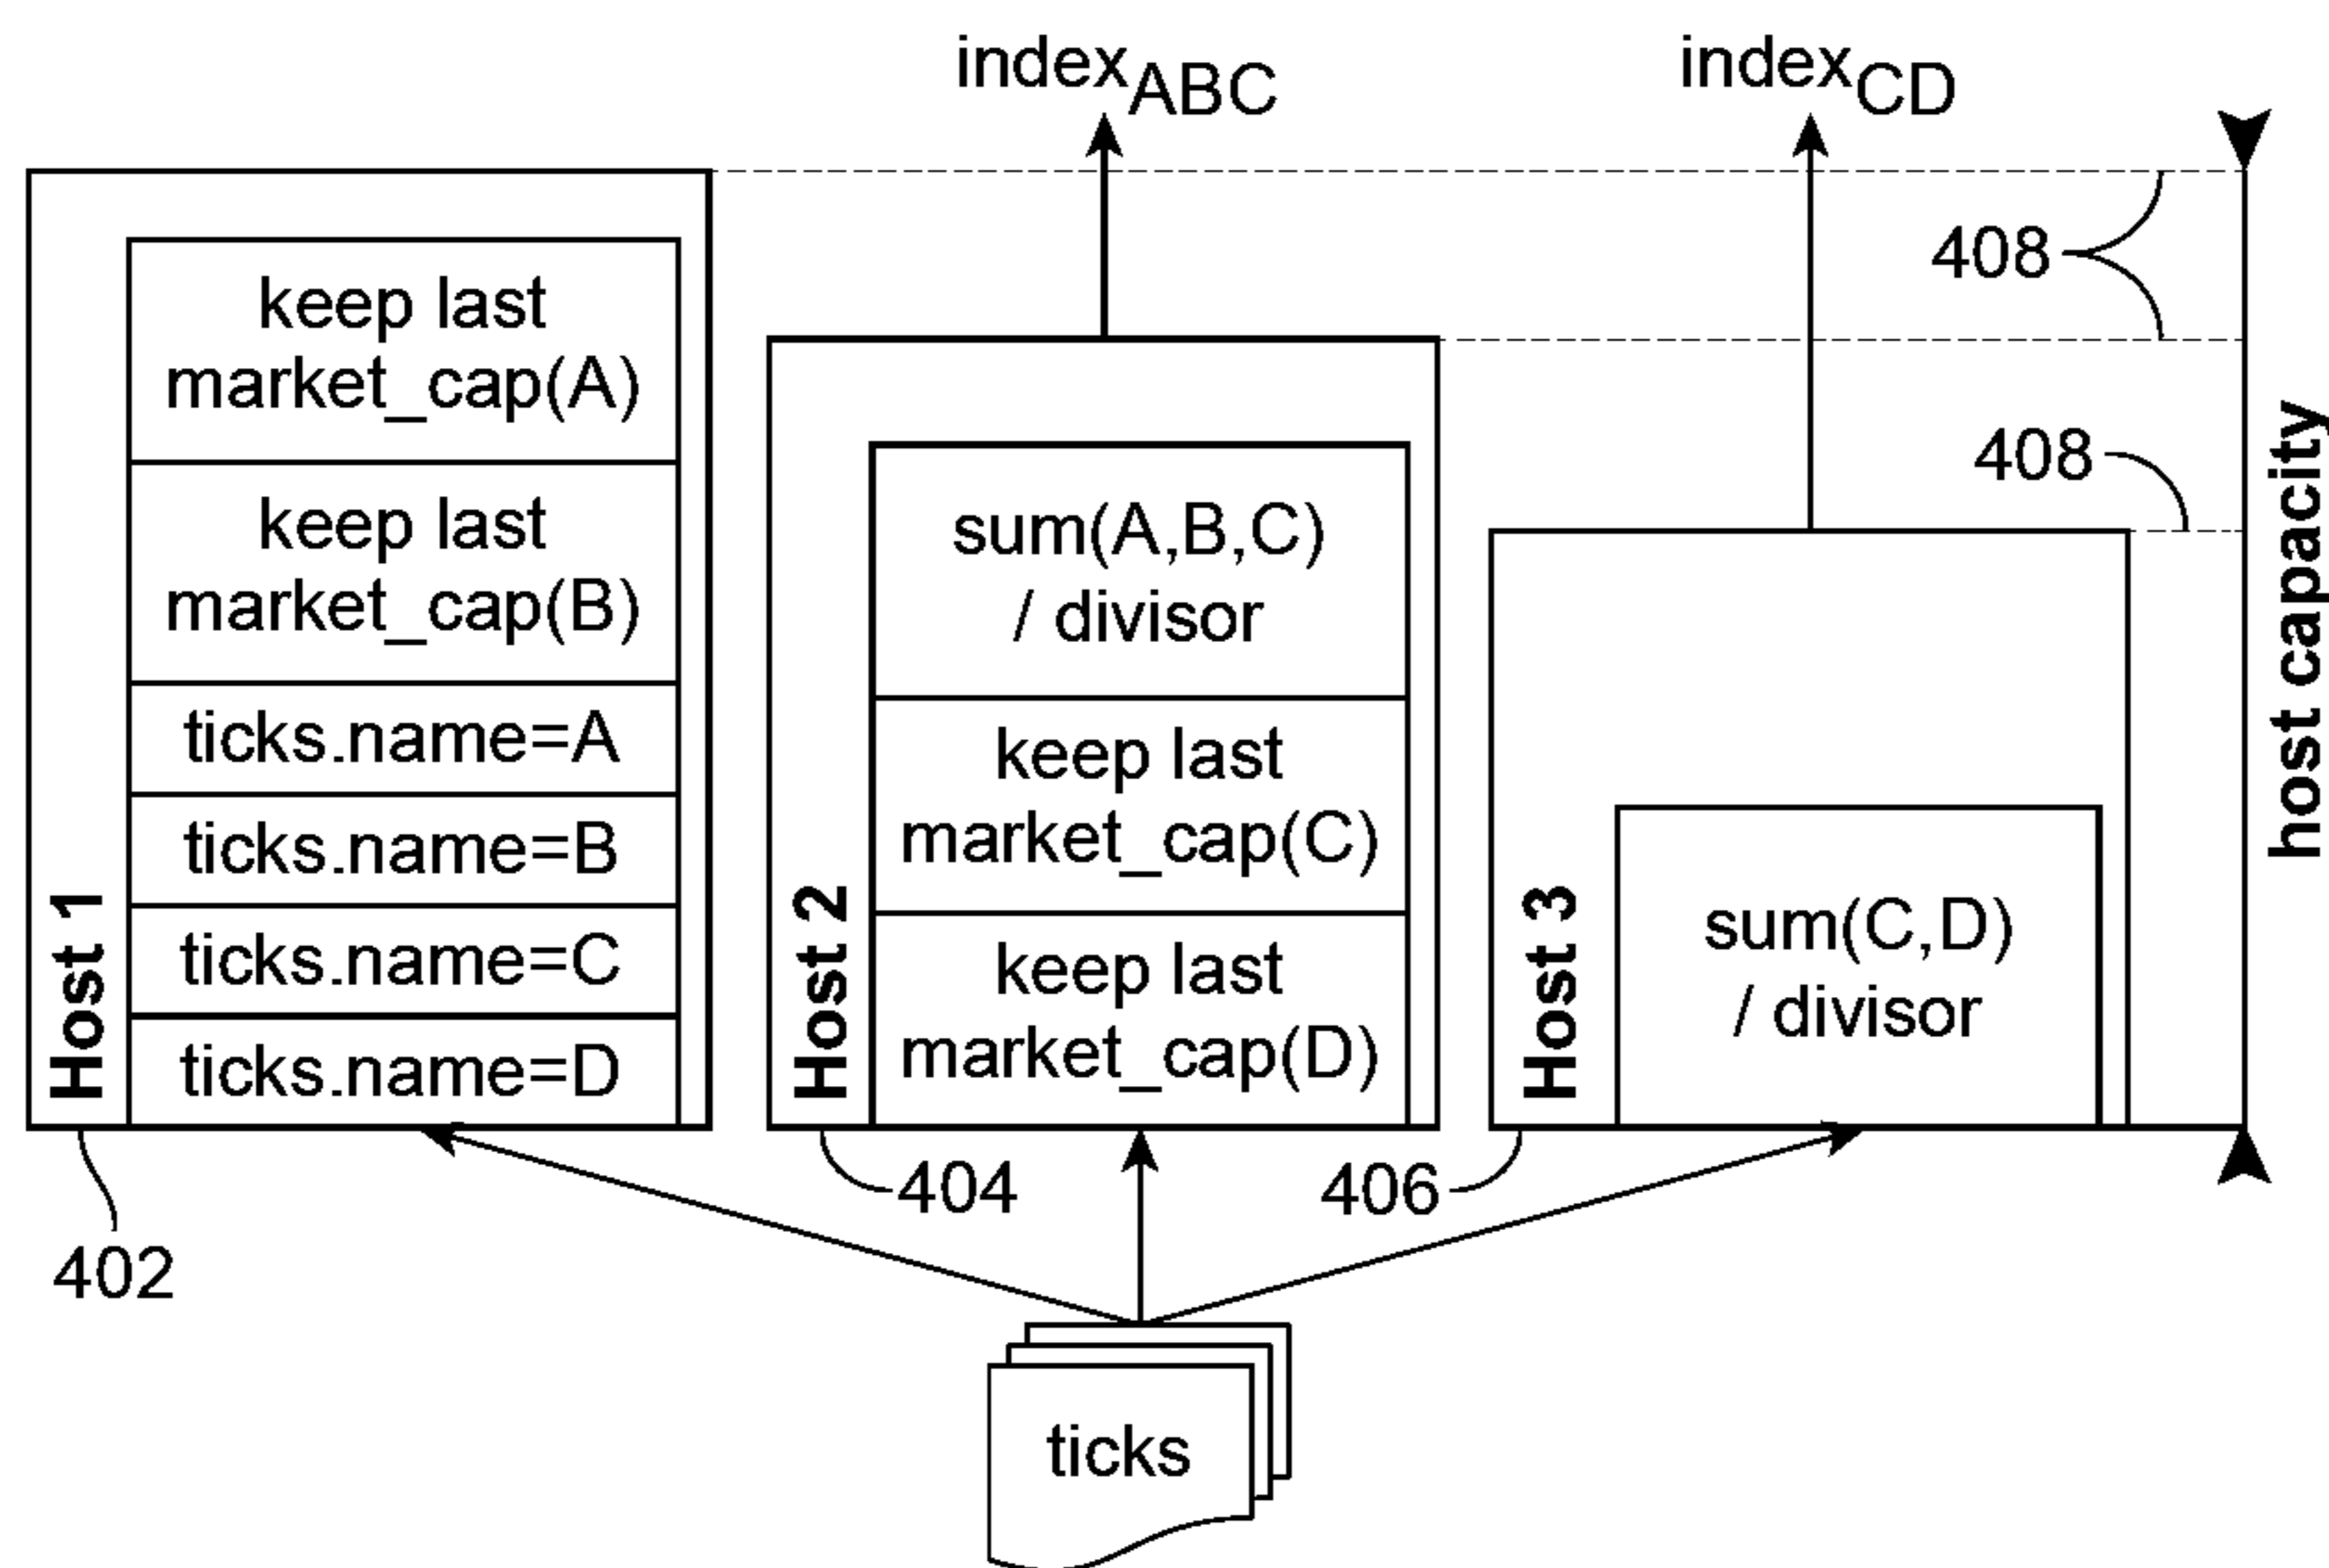 indexABC
indexCD
408
408
host capacity
Host 1
keep last
market_cap(A)
keep last
market_cap(B)
ticks.name=A
ticks.name=B
ticks.name=C
ticks.name=D
Host 2
sum(A,B,C)
/ divisor
keep last
market_cap(C)
keep last
market_cap(D)
Host 3
sum(C,D)
/ divisor
402
404
406
ticks